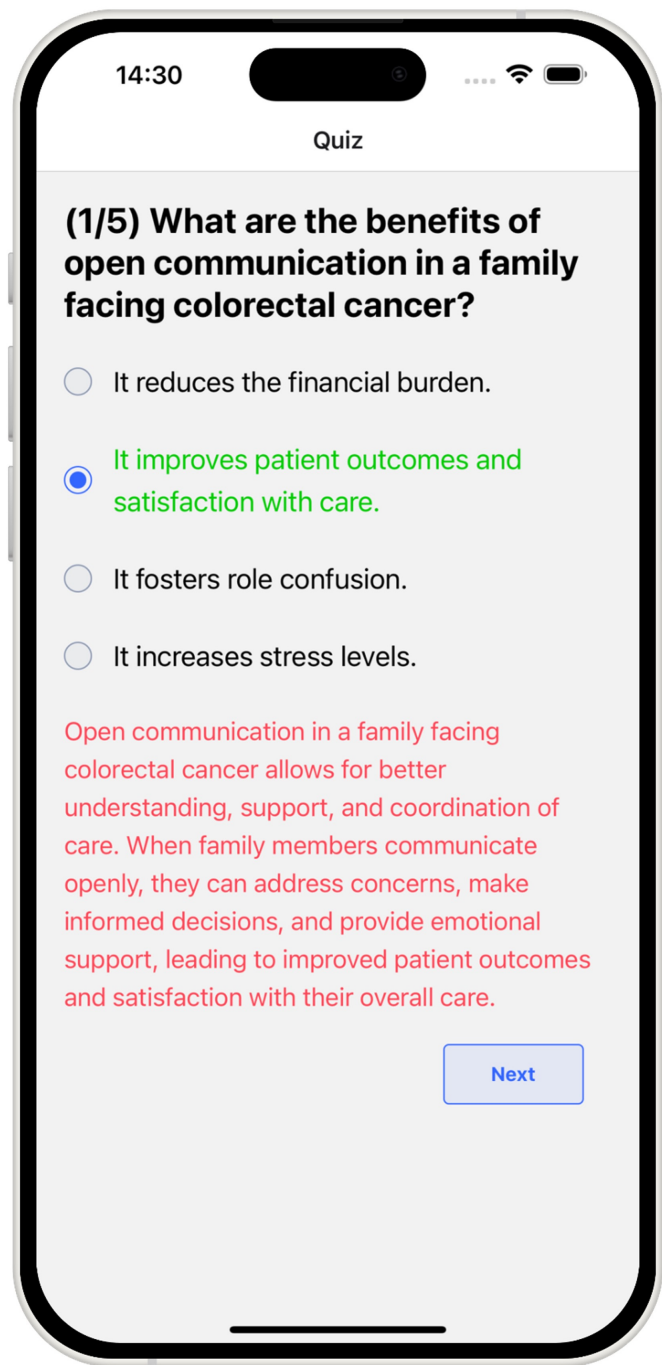 14:30
Quiz
(1/5) What are the benefits of
open communication in a family
facing colorectal cancer?
It reduces the financial burden.
It improves patient outcomes and
satisfaction with care.
It fosters role confusion.
It increases stress levels.
Open communication in a family facing
colorectal cancer allows for better
understanding, support, and coordination of
care. When family members communicate
openly, they can address concerns, make
informed decisions, and provide emotional
support, leading to improved patient outcomes
and satisfaction with their overall care.
Next